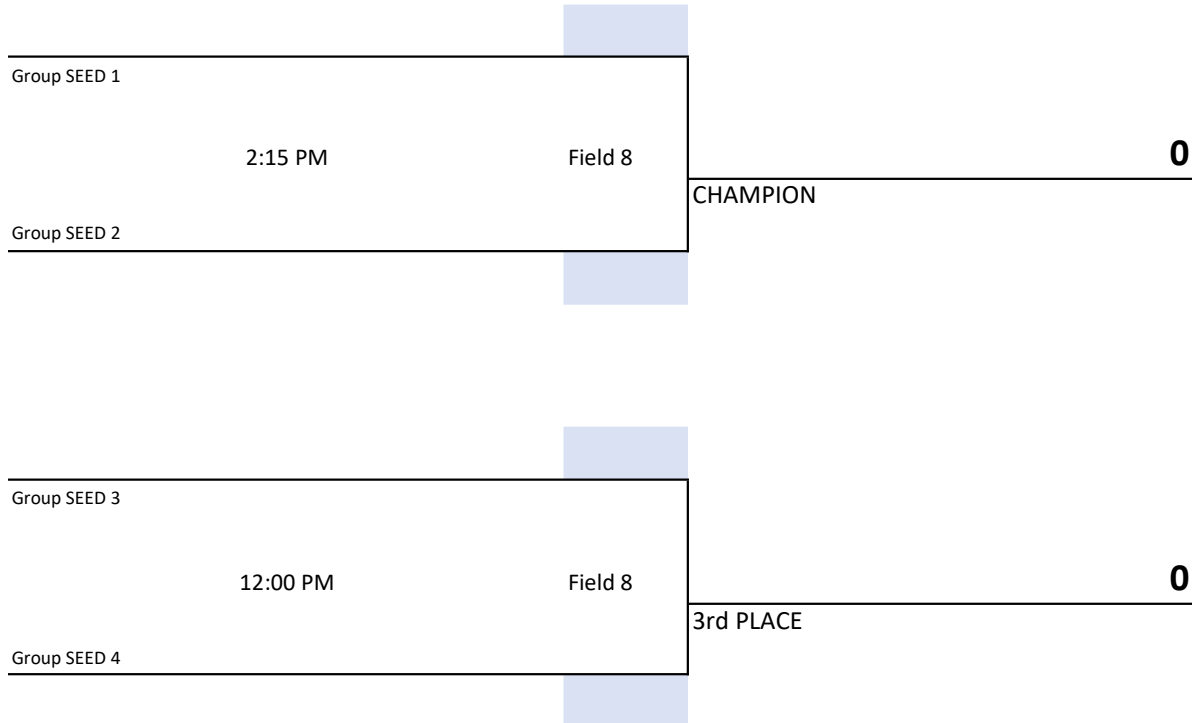 Group SEED 1
2:15 PM Field 8 0
CHAMPION
Group SEED 2
Group SEED 3
12:00 PM Field 8 0
3rd PLACE
Group SEED 4